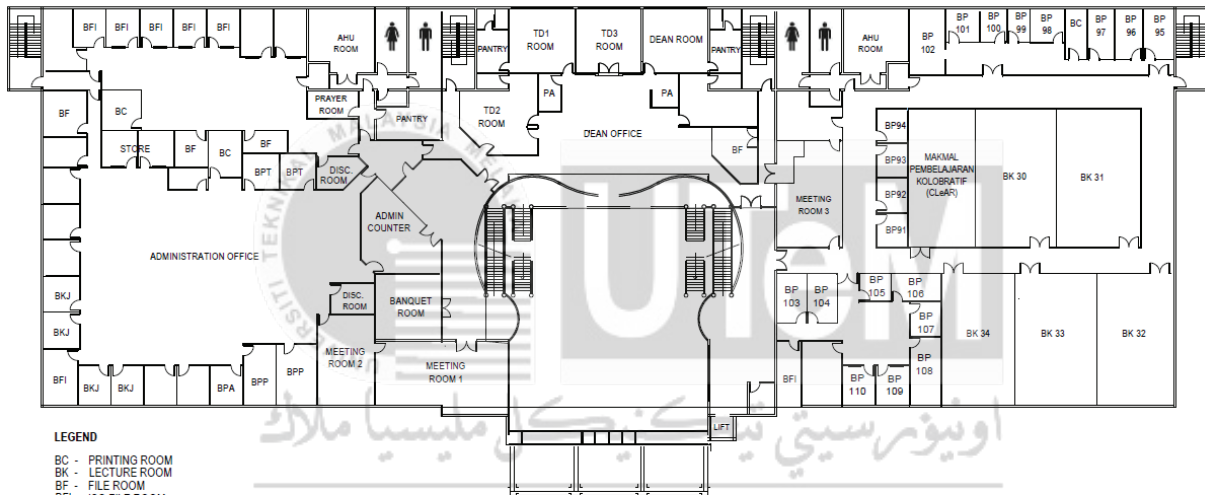 BFI
BFI
BFI
BFI
BFI
AHU
ROOM
PANTRY
TD1
ROOM
TD3
ROOM
DEAN ROOM
PANTRY
AHU
ROOM
BP
102
BP
101
BP
100
BP
99
BP
98
BC
BP
97
BP
96
BP
95
BF
BC
PRAYER
ROOM
PANTRY
TD2
ROOM
PA
PA
DEAN OFFICE
BF
STORE
BF
BC
BF
BPT
BPT
DISC.
ROOM
MEETING
ROOM 3
BP94
BP93
BP92
BP91
MAKMAL
PEMBELAJARAN
KOLOBRATIF
(CLeAR)
BK 30
BK 31
ADMIN
COUNTER
ADMINISTRATION OFFICE
BKJ
BKJ
BFI
BKJ
BKJ
BPA
BPP
BPP
DISC.
ROOM
BANQUET
ROOM
MEETING
ROOM 2
MEETING
ROOM 1
BP
103
BP
104
BP
105
BP
106
BP
107
BP
108
BFI
BP
110
BP
109
BK 34
BK 33
BK 32
LIFT
UNIVERSITI TEKNIKAL MALAYSIA MELAKA
UTeM
اونيۏرسيتي تيكنيكل مليسيا ملاك
LEGEND
BC - PRINTING ROOM
BK - LECTURE ROOM
BF - FILE ROOM